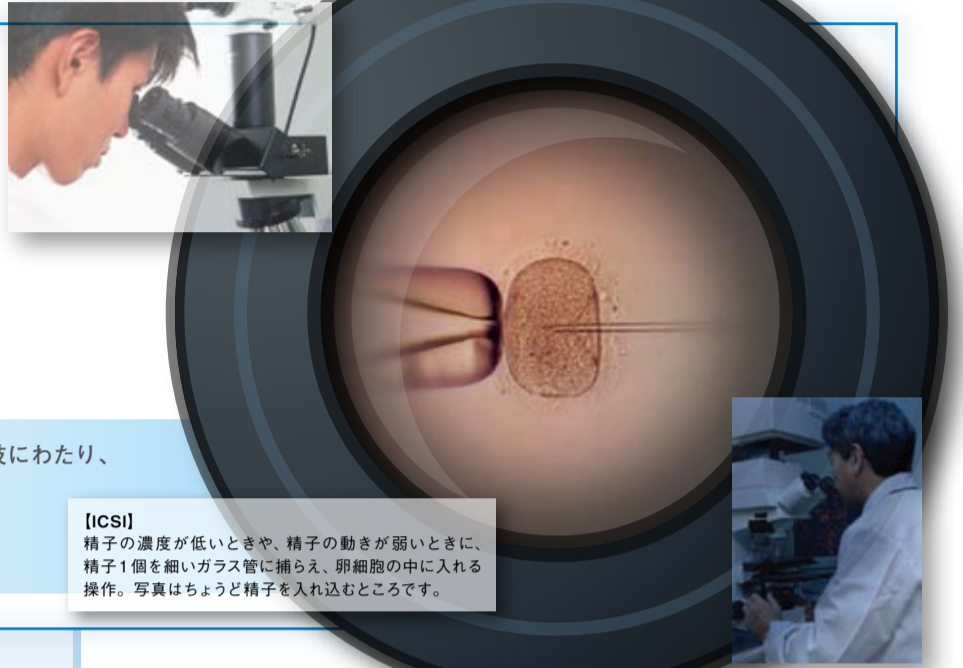 にわたり、
【ICSI】
精子の濃度が低いときや、精子の動きが弱いときに、
精子1個を細いガラス管に捕らえ、卵細胞の中に入れる
操作。写真はちょうど精子を入れ込むところです。